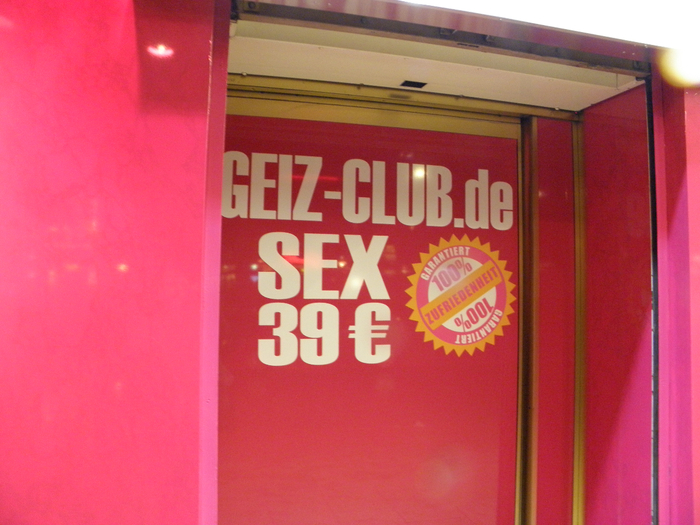 GEIZ-CLUB.de
SEX
39 €
GARANTIERT
100%
ZUFRIEDENHEIT
100%
GARANTIERT